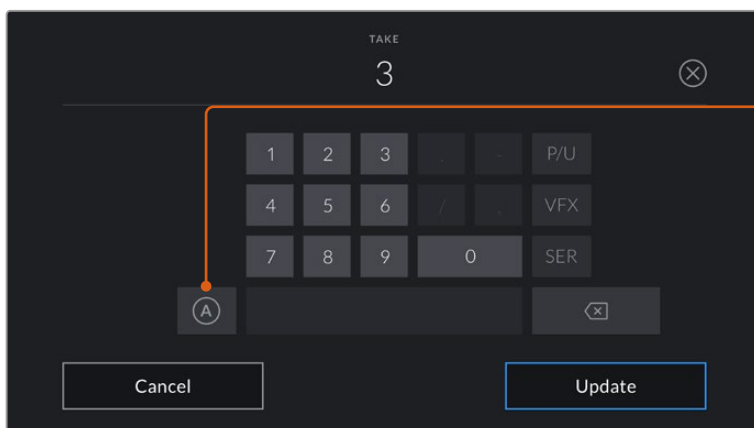 TAKE
3
1 2 3 . - P/U
4 5 6 / , VFX
7 8 9 0 SER
A
Cancel Update